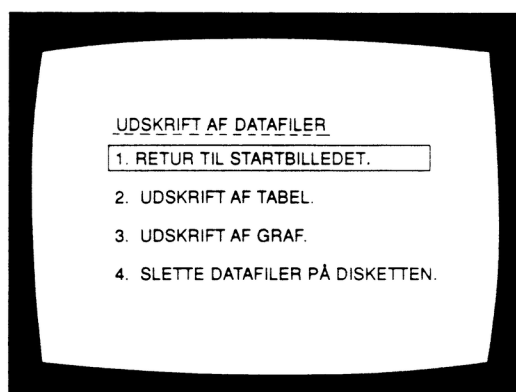 UDSKRIFT AF DATAFILER
1. RETUR TIL STARTBILLEDET.
2. UDSKRIFT AF TABEL.
3. UDSKRIFT AF GRAF.
4. SLETTE DATAFILER PÅ DISKETTEN.